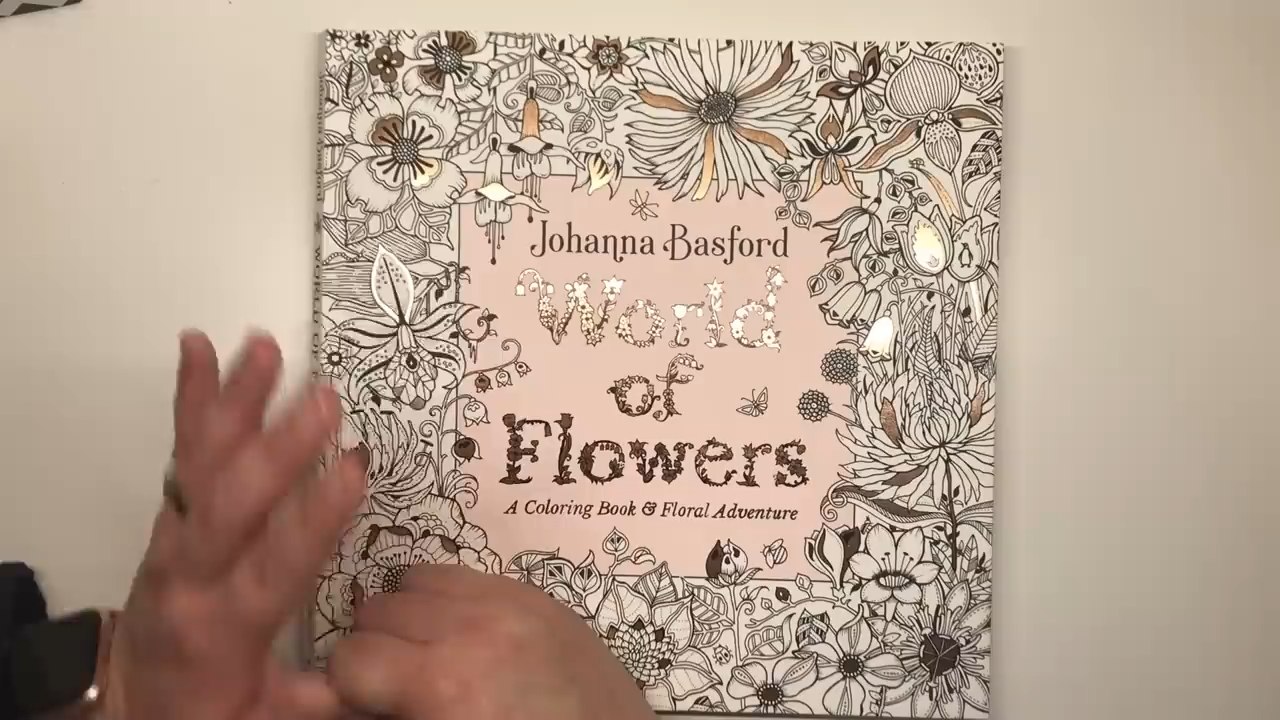 Johanna Basford
World
of
Flowers
A Coloring Book & Floral Adventure